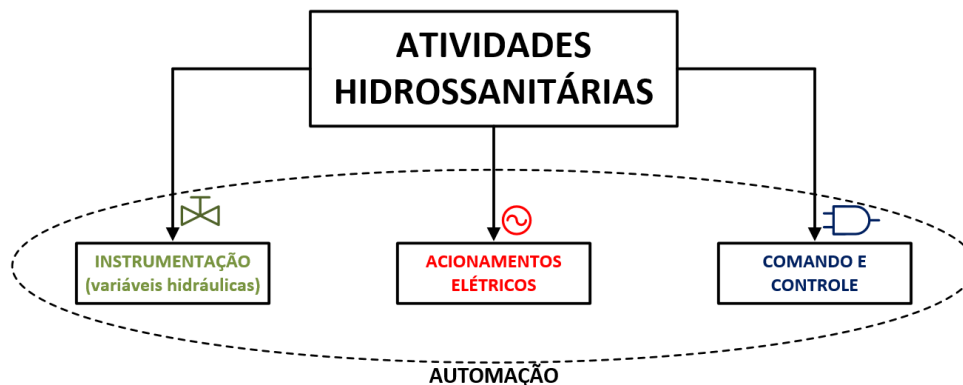 ATIVIDADES
HIDROSSANITÁRIAS
INSTRUMENTAÇÃO
(variáveis hidráulicas)
ACIONAMENTOS
ELÉTRICOS
COMANDO E
CONTROLE
AUTOMAÇÃO